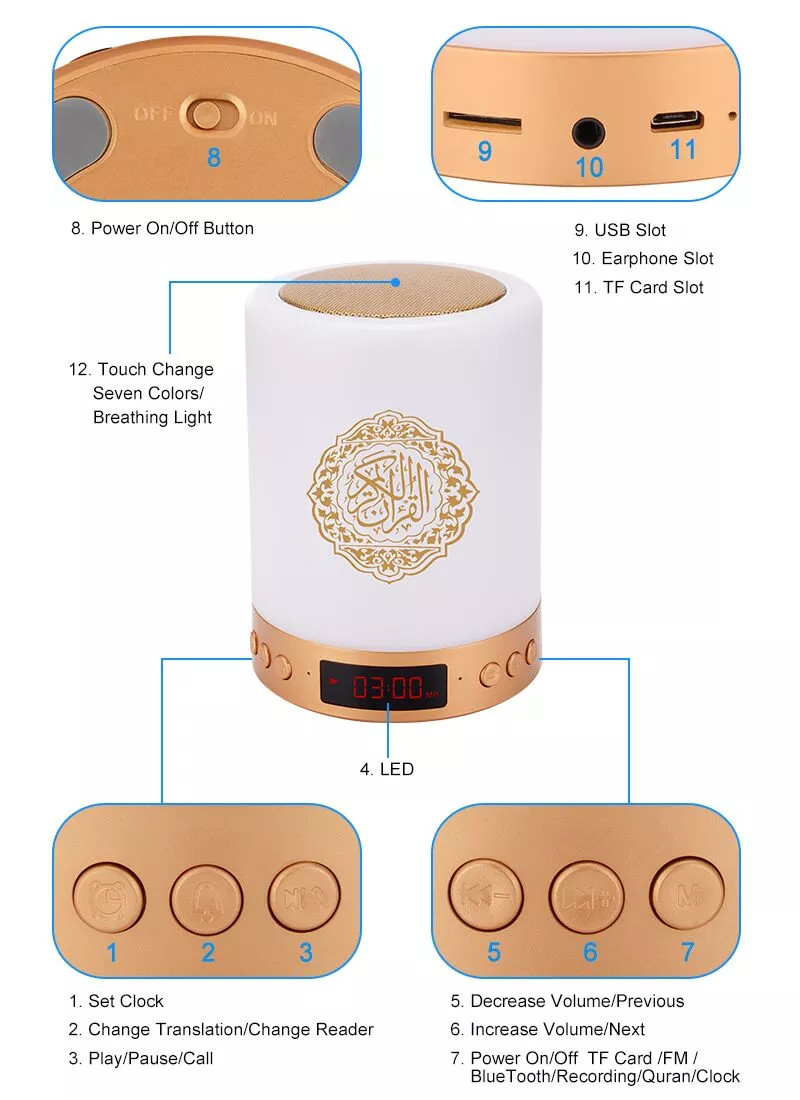 OFF ON
8
9
10
11
8. Power On/Off Button
9. USB Slot
10. Earphone Slot
11. TF Card Slot
12. Touch Change
Seven Colors/
Breathing Light
القرآن الكريم
03:00 MP
4. LED
1
2
3
M
5
6
7
1. Set Clock
2. Change Translation/Change Reader
3. Play/Pause/Call
5. Decrease Volume/Previous
6. Increase Volume/Next
7. Power On/Off TF Card /FM /
BlueTooth/Recording/Quran/Clock